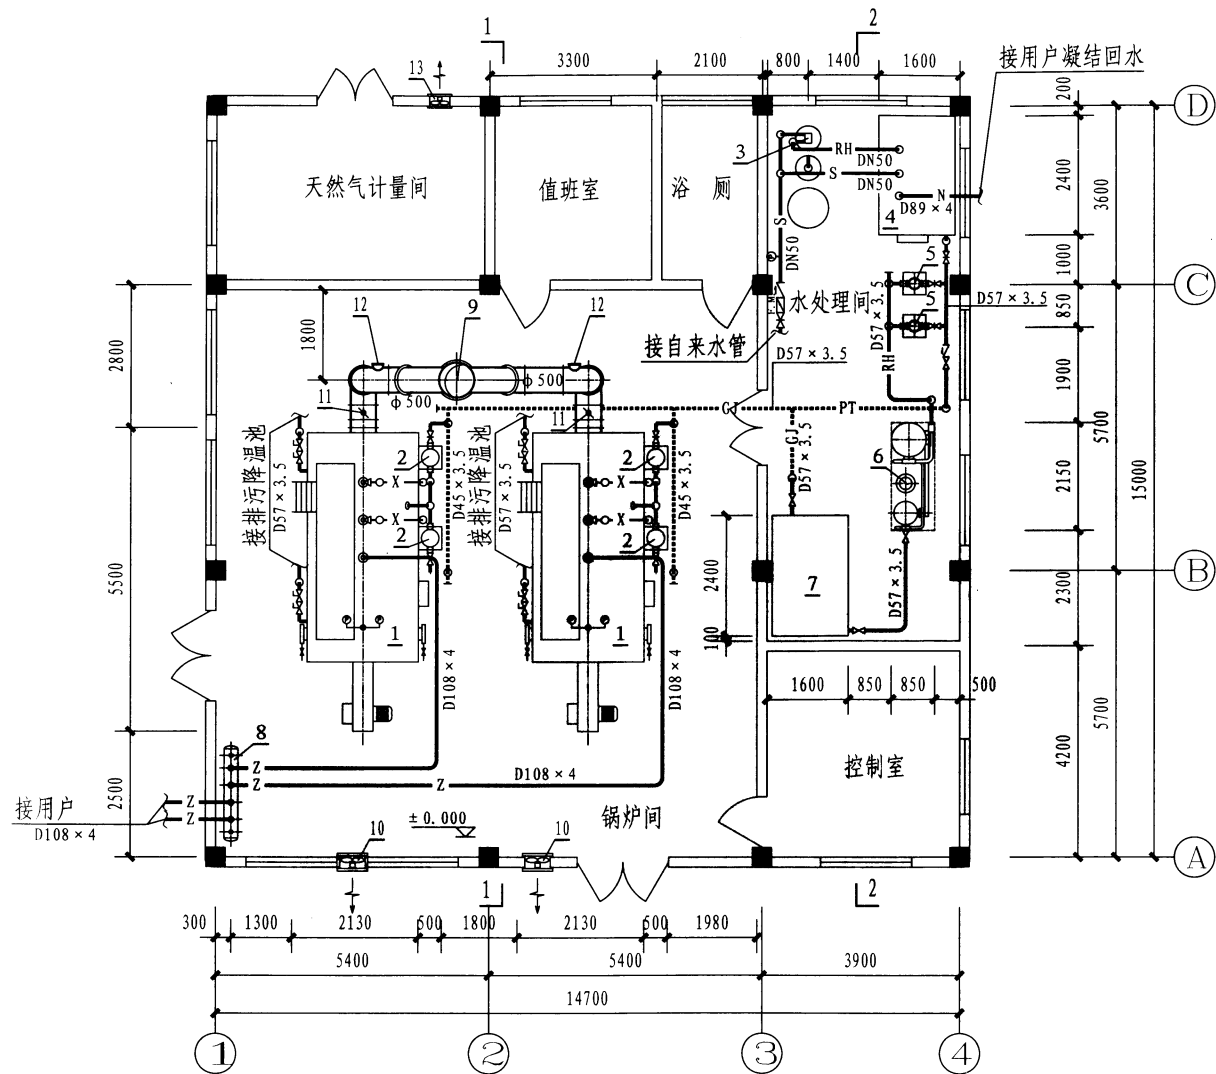 1
2
13
3300
2100
800
1400
1600
接用户凝结回水
200
D
3
RH
DN50
S
DN50
N
D89×4
4
天然气计量间
值班室
浴 厕
2400
3600
S
DN50
1000
5
C
12
9
12
水处理间
D57×3.5
D57×3.5
5
850
2800
1800
接自来水管
D57×3.5
RH
1900
φ500
φ500
11
11
GJ
PT
5700
15000
接排污降温池
D57×3.5
2
X
D45×3.5
接排污降温池
D57×3.5
2
X
D45×3.5
GJ
D57×3.5
6
2150
X
2
X
2
5500
2400
7
D57×3.5
B
2300
1
1
100
D108×4
D108×4
1600
850
850
500
5700
8
Z
Z
D108×4
Z
控制室
4200
2500
接用户
Z
Z
D108×4
±0.000
锅炉间
10
10
A
1
2
300
1300
2130
500
1800
2130
500
1980
5400
5400
3900
14700
1
2
3
4